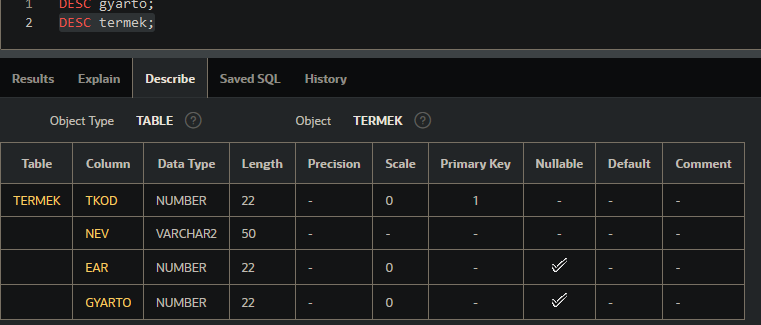 1 DESC gyarto;
2 DESC termek;
Results Explain Describe Saved SQL History
Object Type TABLE ? Object TERMEK ?
Table Column Data Type Length Precision Scale Primary Key Nullable Default Comment
TERMEK TKOD NUMBER 22 - 0 1 - - -
NEV VARCHAR2 50 - - - - - -
EAR NUMBER 22 - 0 - ✓ - -
GYARTO NUMBER 22 - 0 - ✓ - -